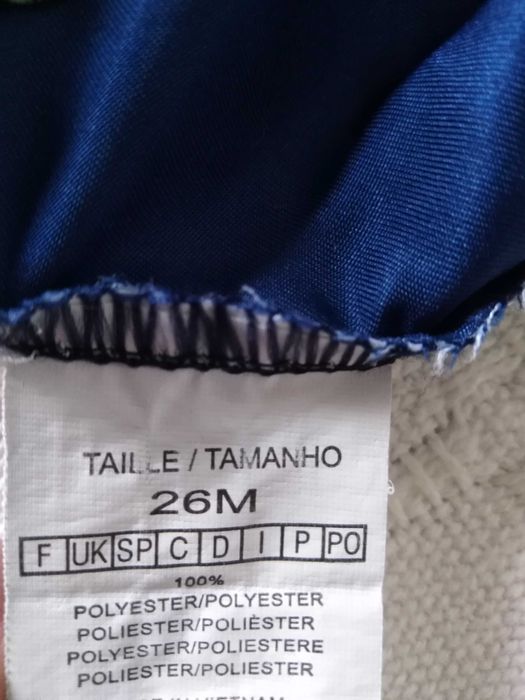 TAILLE / TAMANHO
26M
F UK SP C D I P PO
100%
POLYESTER/POLYESTER
POLIESTER/POLIÈSTER
POLYESTER/POLIESTERE
POLIESTER/POLIESTER